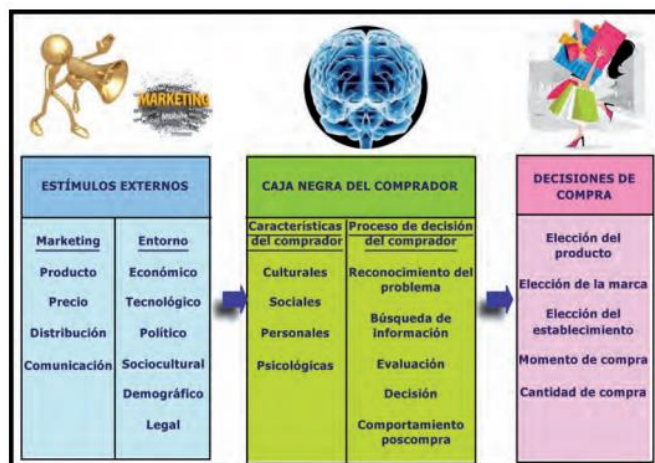 MARKETING
ESTÍMULOS EXTERNOS
Marketing
Producto
Precio
Distribución
Comunicación
Entorno
Económico
Tecnológico
Político
Sociocultural
Demográfico
Legal
CAJA NEGRA DEL COMPRADOR
Características
del comprador
Culturales
Sociales
Personales
Psicológicas
Proceso de decisión
del comprador
Reconocimiento del
problema
Búsqueda de
información
Evaluación
Decisión
Comportamiento
poscompra
DECISIONES DE
COMPRA
Elección del
producto
Elección de la marca
Elección del
establecimiento
Momento de compra
Cantidad de compra